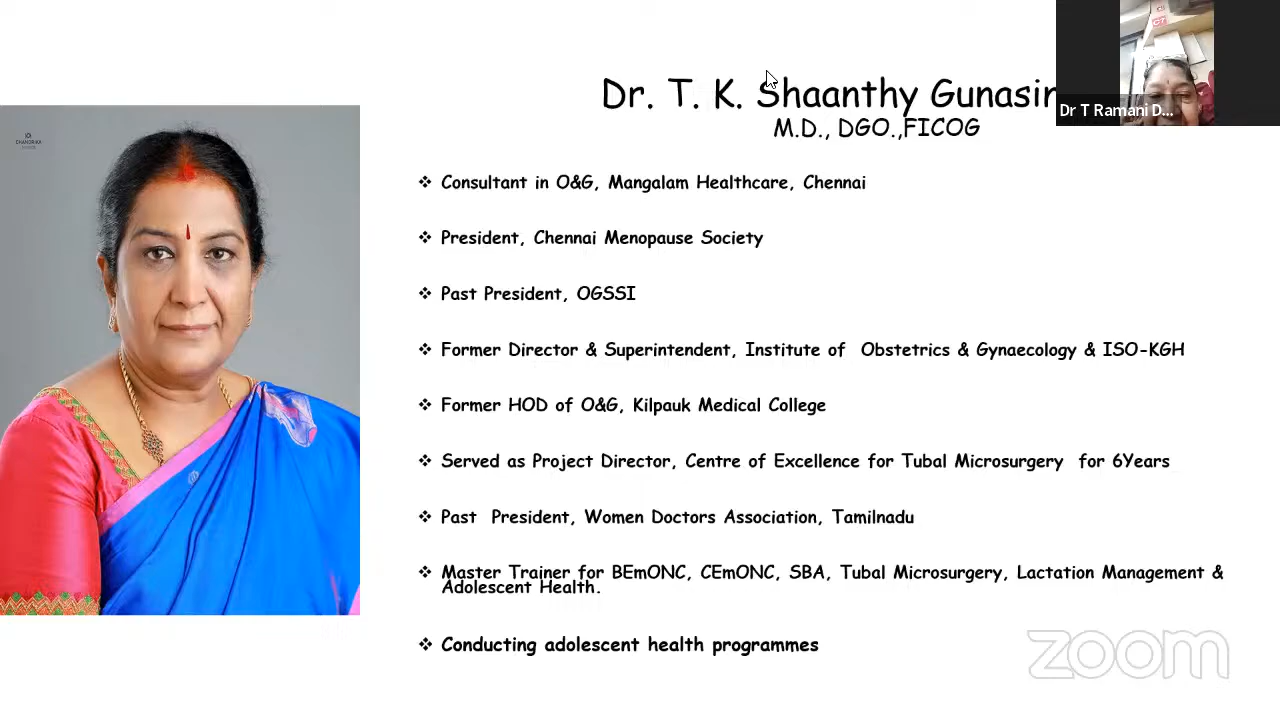 Dr. T. K. Shaanthy Gunasin
M.D., DGO.,FICOG
Dr T Ramani D...
CHANDRIKA
❖ Consultant in O&G, Mangalam Healthcare, Chennai
❖ President, Chennai Menopause Society
❖ Past President, OGSSI
❖ Former Director & Superintendent, Institute of Obstetrics & Gynaecology & ISO-KGH
❖ Former HOD of O&G, Kilpauk Medical College
❖ Served as Project Director, Centre of Excellence for Tubal Microsurgery for 6Years
❖ Past President, Women Doctors Association, Tamilnadu
❖ Master Trainer for BEmONC, CEmONC, SBA, Tubal Microsurgery, Lactation Management &
Adolescent Health.
❖ Conducting adolescent health programmes
zoom